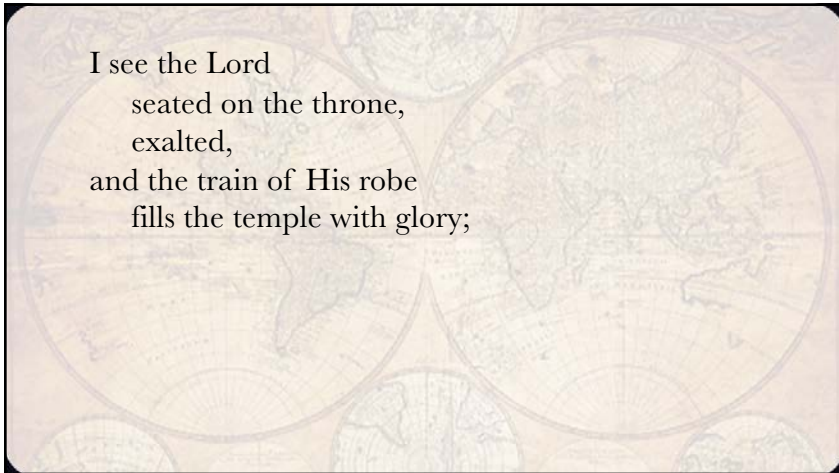 I see the Lord
seated on the throne,
exalted,
and the train of His robe
fills the temple with glory;